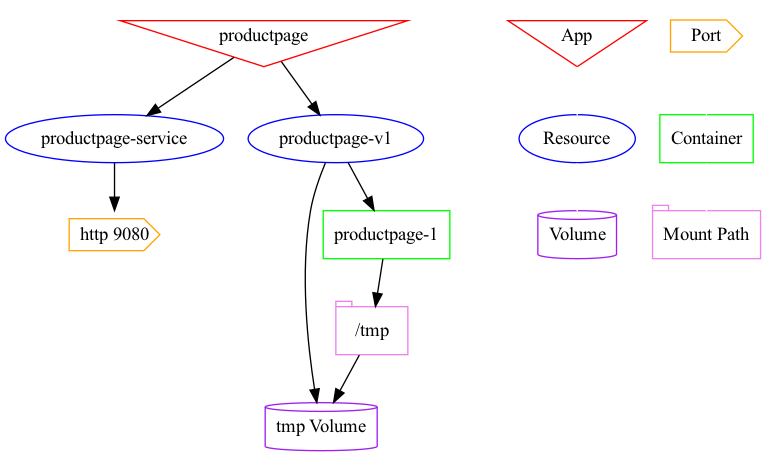 productpage
App
Port
productpage-service
productpage-v1
Resource
Container
http 9080
productpage-1
Volume
Mount Path
/tmp
tmp Volume